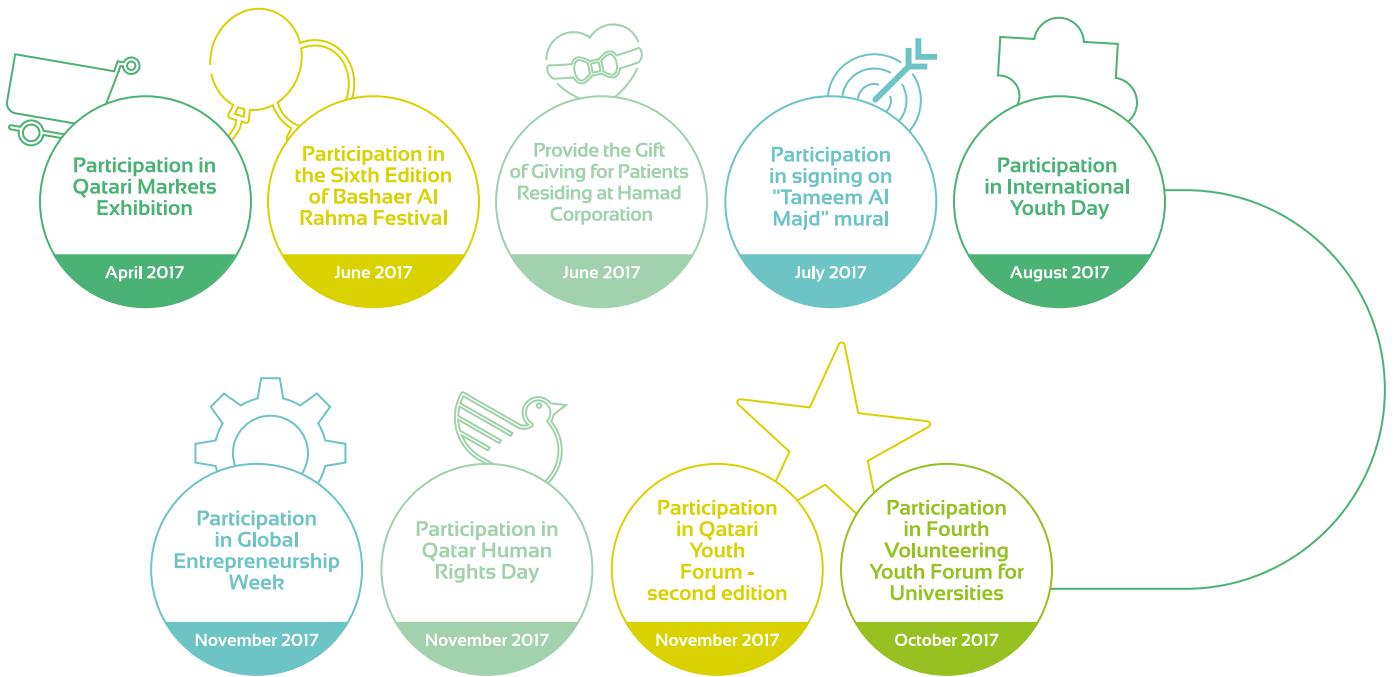 Participation in
Qatari Markets
Exhibition
April 2017
Participation in
the Sixth Edition
of Bashaer Al
Rahma Festival
June 2017
Provide the Gift
of Giving for Patients
Residing at Hamad
Corporation
June 2017
Participation
in signing on
"Tameem Al
Majd" mural
July 2017
Participation
in International
Youth Day
August 2017
Participation
in Global
Entrepreneurship
Week
November 2017
Participation in
Qatar Human
Rights Day
November 2017
Participation
in Qatari
Youth
Forum -
second edition
November 2017
Participation
in Fourth
Volunteering
Youth Forum for
Universities
October 2017